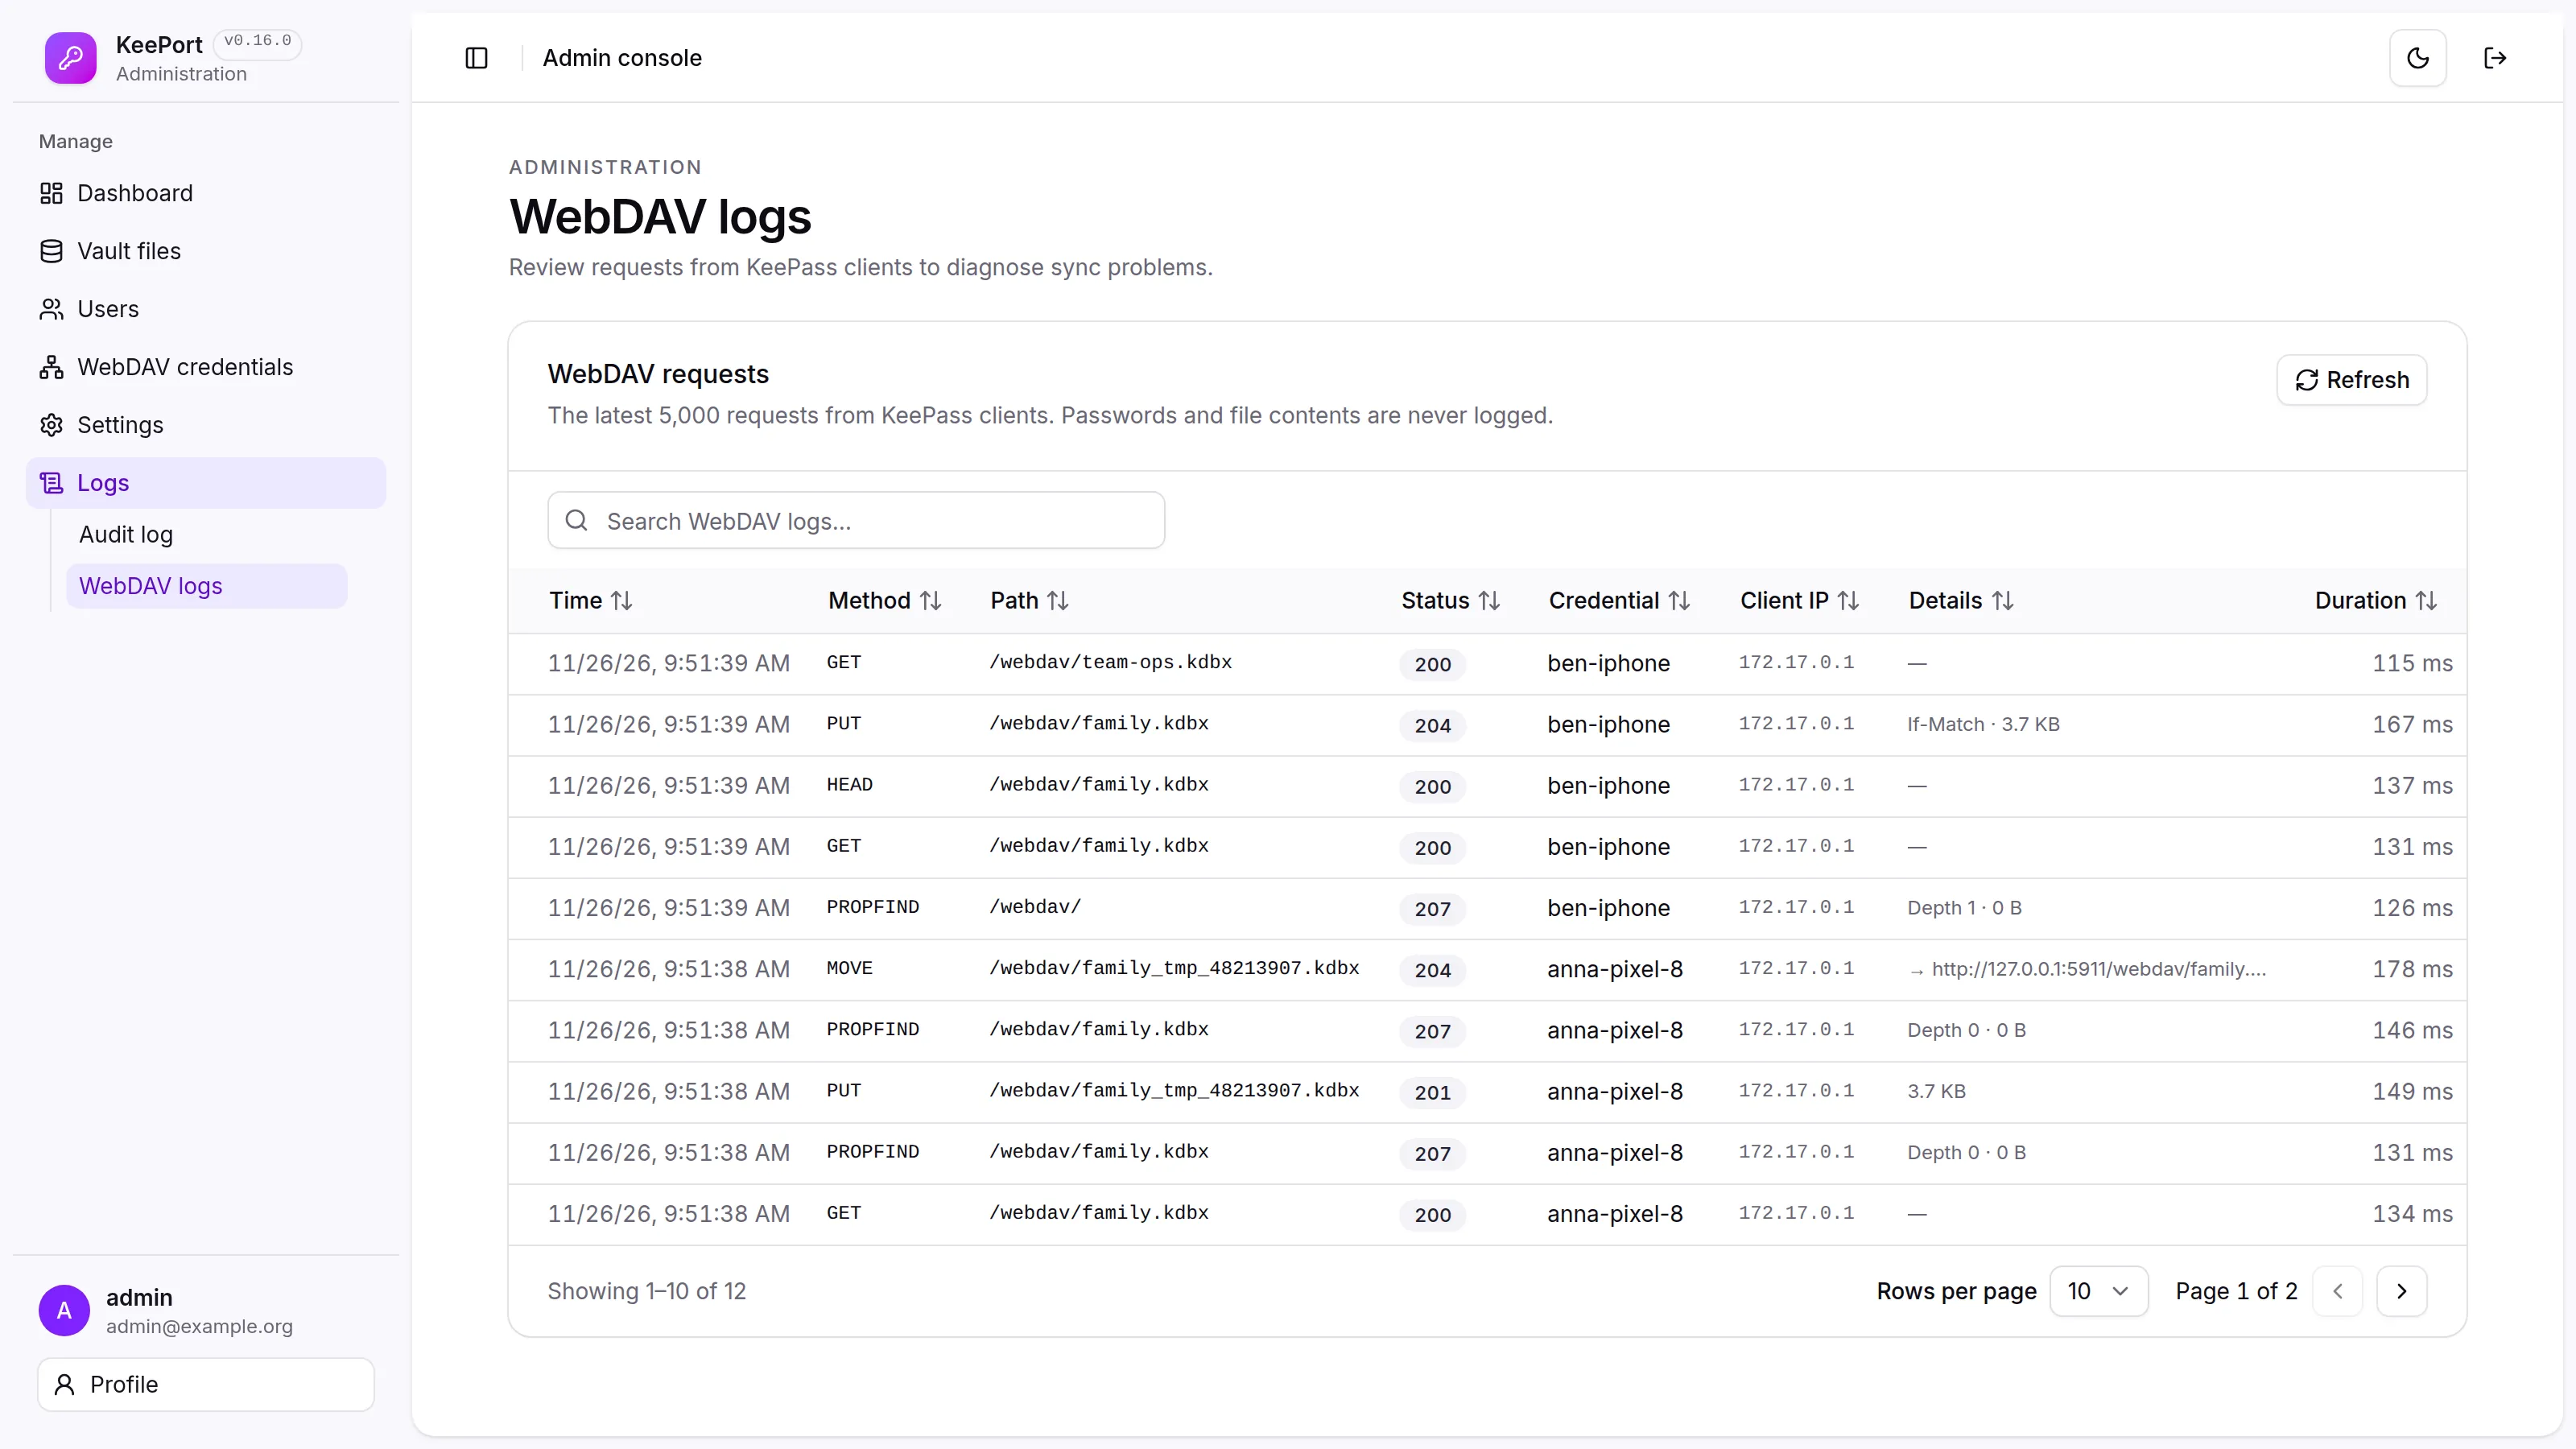 KeePort v0.16.0
Administration
Manage
Dashboard
Vault files
Users
WebDAV credentials
Settings
Logs
Audit log
WebDAV logs
A admin
admin@example.org
Profile
Admin console
ADMINISTRATION
WebDAV logs
Review requests from KeePass clients to diagnose sync problems.
WebDAV requests
The latest 5,000 requests from KeePass clients. Passwords and file contents are never logged.
Refresh
Search WebDAV logs...
Time Method Path Status Credential Client IP Details Duration
11/26/26, 9:51:39 AM GET /webdav/team-ops.kdbx 200 ben-iphone 172.17.0.1 — 115 ms
11/26/26, 9:51:39 AM PUT /webdav/family.kdbx 204 ben-iphone 172.17.0.1 If-Match · 3.7 KB 167 ms
11/26/26, 9:51:39 AM HEAD /webdav/family.kdbx 200 ben-iphone 172.17.0.1 — 137 ms
11/26/26, 9:51:39 AM GET /webdav/family.kdbx 200 ben-iphone 172.17.0.1 — 131 ms
11/26/26, 9:51:39 AM PROPFIND /webdav/ 207 ben-iphone 172.17.0.1 Depth 1 · 0 B 126 ms
11/26/26, 9:51:38 AM MOVE /webdav/family_tmp_48213907.kdbx 204 anna-pixel-8 172.17.0.1 → http://127.0.0.1:5911/webdav/family.... 178 ms
11/26/26, 9:51:38 AM PROPFIND /webdav/family.kdbx 207 anna-pixel-8 172.17.0.1 Depth 0 · 0 B 146 ms
11/26/26, 9:51:38 AM PUT /webdav/family_tmp_48213907.kdbx 201 anna-pixel-8 172.17.0.1 3.7 KB 149 ms
11/26/26, 9:51:38 AM PROPFIND /webdav/family.kdbx 207 anna-pixel-8 172.17.0.1 Depth 0 · 0 B 131 ms
11/26/26, 9:51:38 AM GET /webdav/family.kdbx 200 anna-pixel-8 172.17.0.1 — 134 ms
Showing 1–10 of 12 Rows per page 10 Page 1 of 2